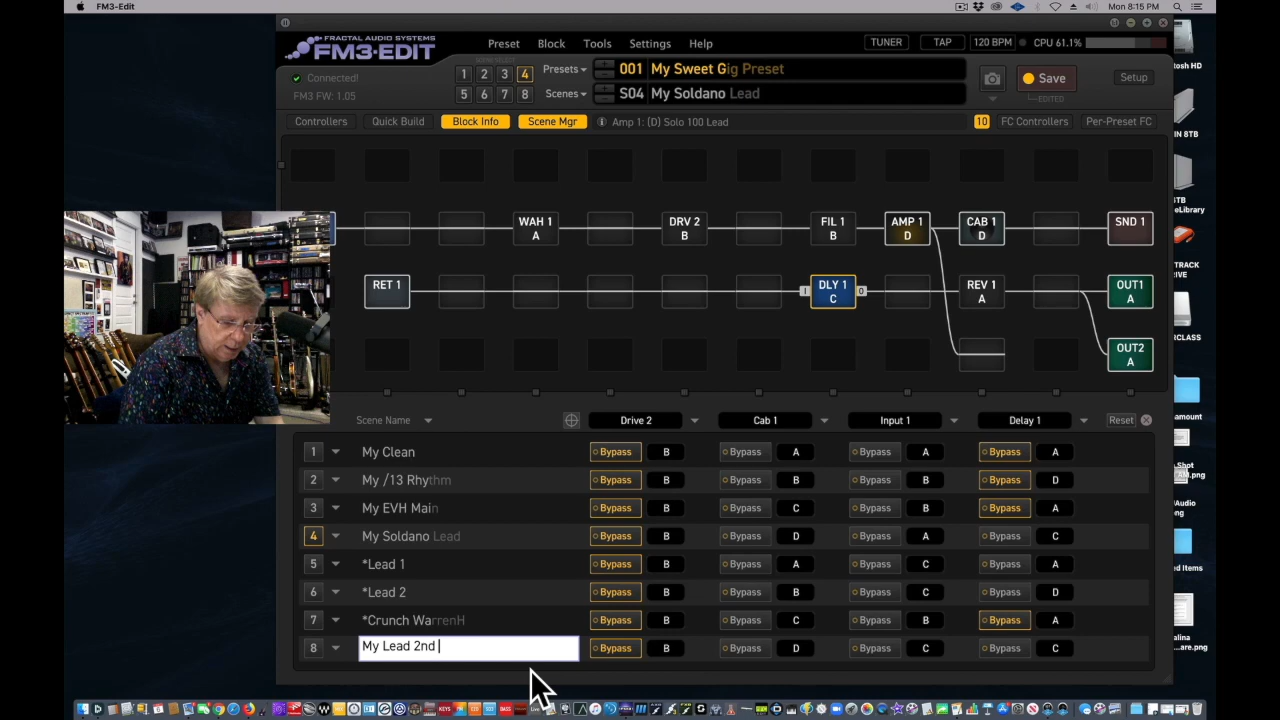 FM3-Edit
Mon 8:15 PM
FRACTAL AUDIO SYSTEMS
FM3-EDIT
Preset Block Tools Settings Help
TUNER TAP 120 BPM CPU 61.1%
Connected!
FM3 FW: 1.05
1 2 3 4
5 6 7 8
Presets 001 My Sweet Gig Preset
Scenes S04 My Soldano Lead
Save
EDITED
Setup
Controllers Quick Build Block Info Scene Mgr Amp 1: (D) Solo 100 Lead 10 FC Controllers Per-Preset FC
WAH 1 DRV 2 FIL 1 AMP 1 CAB 1 SND 1
A B B D D
RET 1 I DLY 1 O REV 1 OUT1
C A A
OUT2
A
Scene Name Drive 2 Cab 1 Input 1 Delay 1 Reset
1 My Clean Bypass B Bypass A Bypass A Bypass A
2 My /13 Rhythm Bypass B Bypass B Bypass B Bypass D
3 My EVH Main Bypass B Bypass C Bypass B Bypass A
4 My Soldano Lead Bypass B Bypass D Bypass A Bypass C
5 *Lead 1 Bypass B Bypass A Bypass C Bypass A
6 *Lead 2 Bypass B Bypass B Bypass C Bypass D
7 *Crunch WarrenH Bypass B Bypass C Bypass B Bypass A
8 My Lead 2nd Bypass B Bypass D Bypass C Bypass C